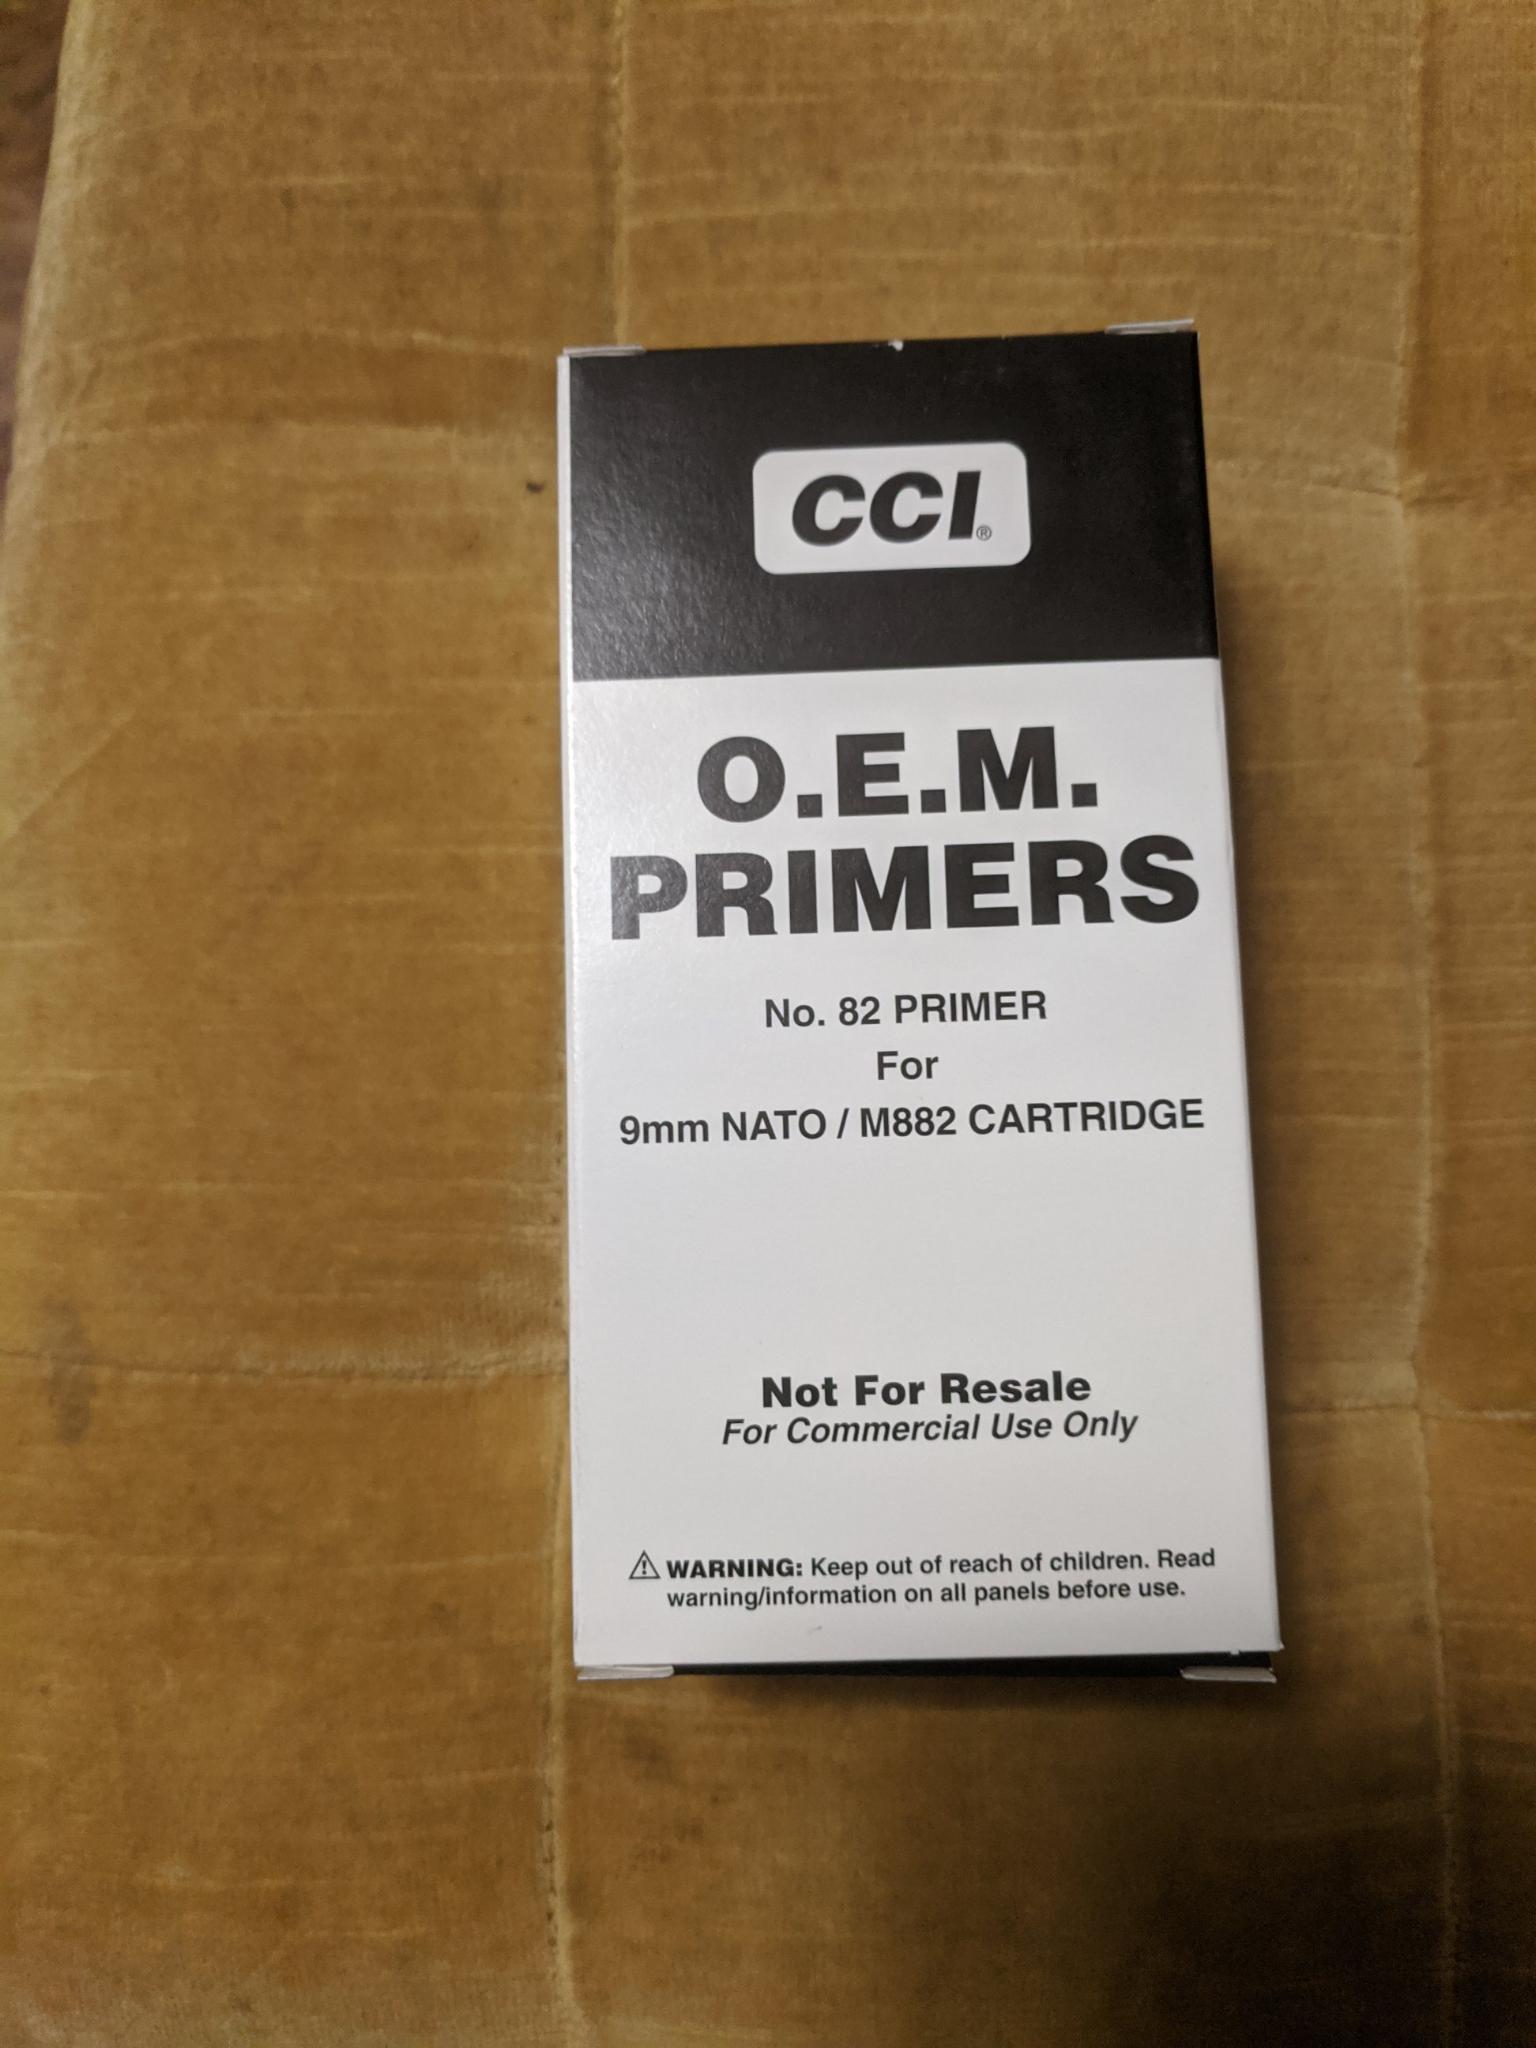 CCI®
O.E.M.
PRIMERS
No. 82 PRIMER
For
9mm NATO / M882 CARTRIDGE
Not For Resale
For Commercial Use Only
⚠ WARNING: Keep out of reach of children. Read
warning/information on all panels before use.